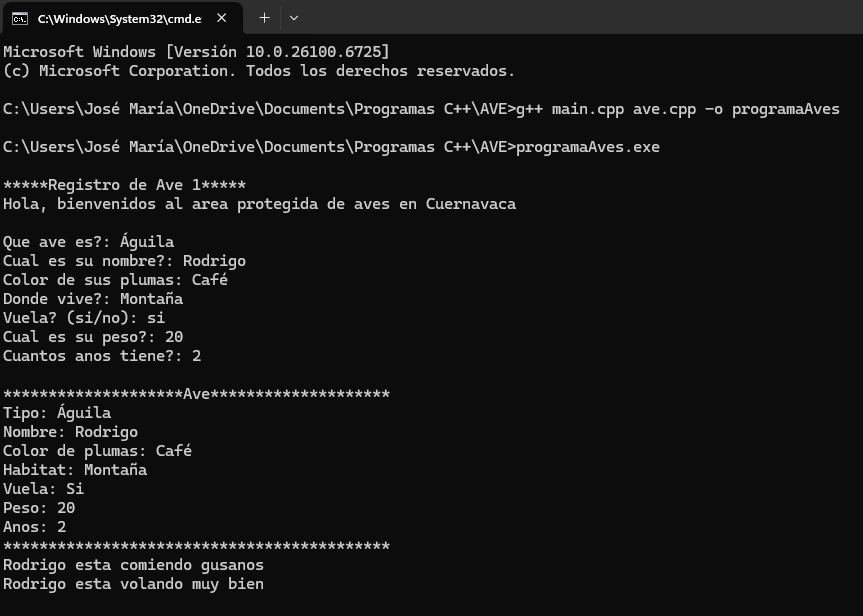 C:\Windows\System32\cmd.e
Microsoft Windows [Versión 10.0.26100.6725]
(c) Microsoft Corporation. Todos los derechos reservados.
C:\Users\José María\OneDrive\Documents\Programas C++\AVE>g++ main.cpp ave.cpp -o programaAves
C:\Users\José María\OneDrive\Documents\Programas C++\AVE>programaAves.exe
*****Registro de Ave 1*****
Hola, bienvenidos al area protegida de aves en Cuernavaca
Que ave es?: Águila
Cual es su nombre?: Rodrigo
Color de sus plumas: Café
Donde vive?: Montaña
Vuela? (si/no): si
Cual es su peso?: 20
Cuantos anos tiene?: 2
********************Ave********************
Tipo: Águila
Nombre: Rodrigo
Color de plumas: Café
Habitat: Montaña
Vuela: Si
Peso: 20
Anos: 2
*******************************************
Rodrigo esta comiendo gusanos
Rodrigo esta volando muy bien